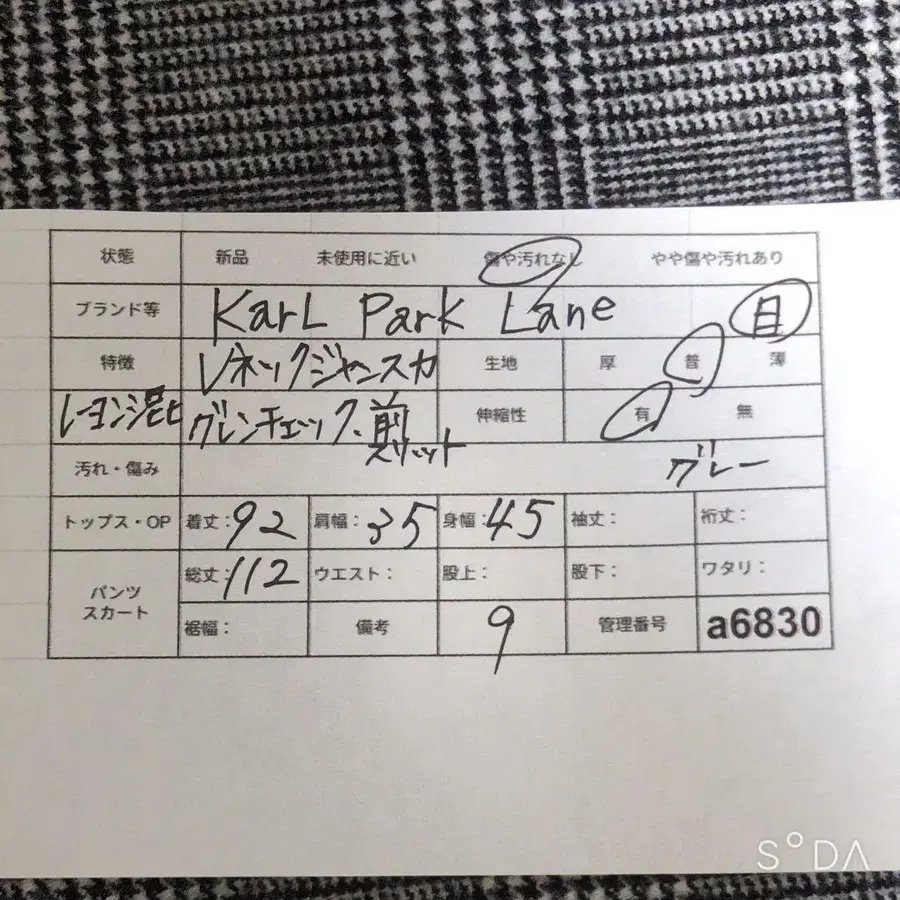 状態 新品 未使用に近い 傷や汚れなし やや傷や汚れあり
ブランド等 Karl Park Lane 目
特徴 Vネックジャンスカ 生地 厚 普 薄
レーヨン混 グレンチェック、前 伸縮性 有 無
スリット
汚れ・傷み グレー
トップス・OP 着丈:92 肩幅:35 身幅:45 袖丈: 裄丈:
パンツ スカート 総丈:112 ウエスト: 股上: 股下: ワタリ:
裾幅: 備考 9 管理番号 a6830
SODA